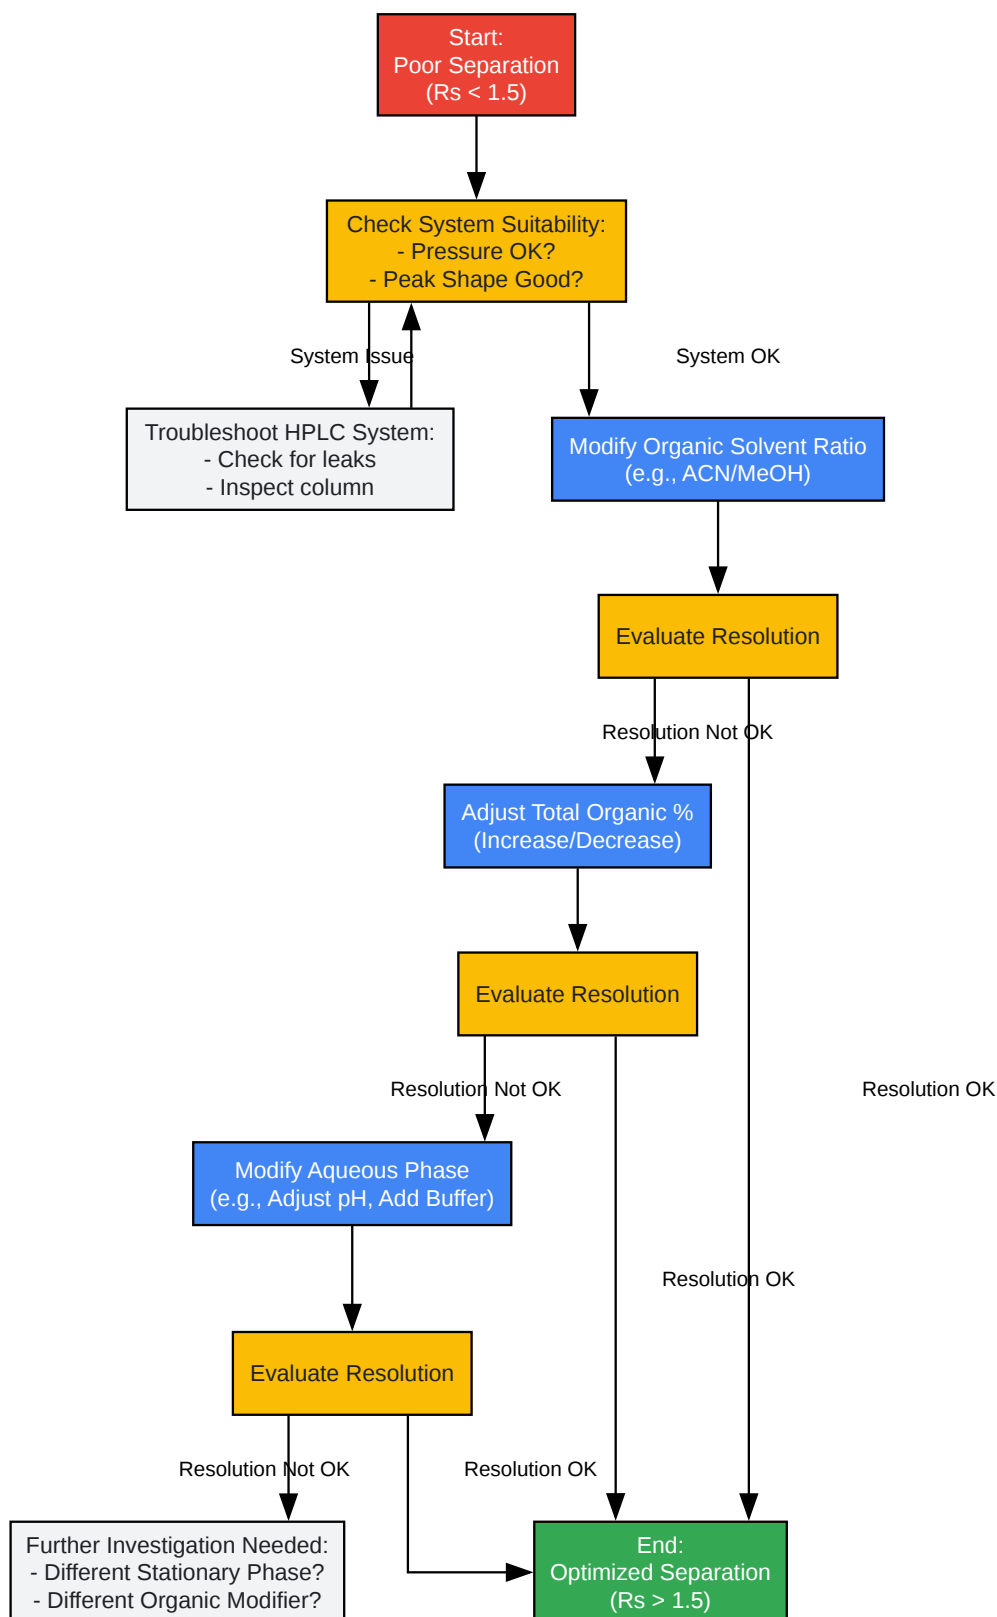 Start:
Poor Separation
(Rs < 1.5)
Check System Suitability:
- Pressure OK?
- Peak Shape Good?
System Issue
System OK
Troubleshoot HPLC System:
- Check for leaks
- Inspect column
Modify Organic Solvent Ratio
(e.g., ACN/MeOH)
Evaluate Resolution
Resolution Not OK
Adjust Total Organic %
(Increase/Decrease)
Evaluate Resolution
Resolution Not OK
Resolution OK
Modify Aqueous Phase
(e.g., Adjust pH, Add Buffer)
Resolution OK
Evaluate Resolution
Resolution Not OK
Resolution OK
Further Investigation Needed:
- Different Stationary Phase?
- Different Organic Modifier?
End:
Optimized Separation
(Rs > 1.5)